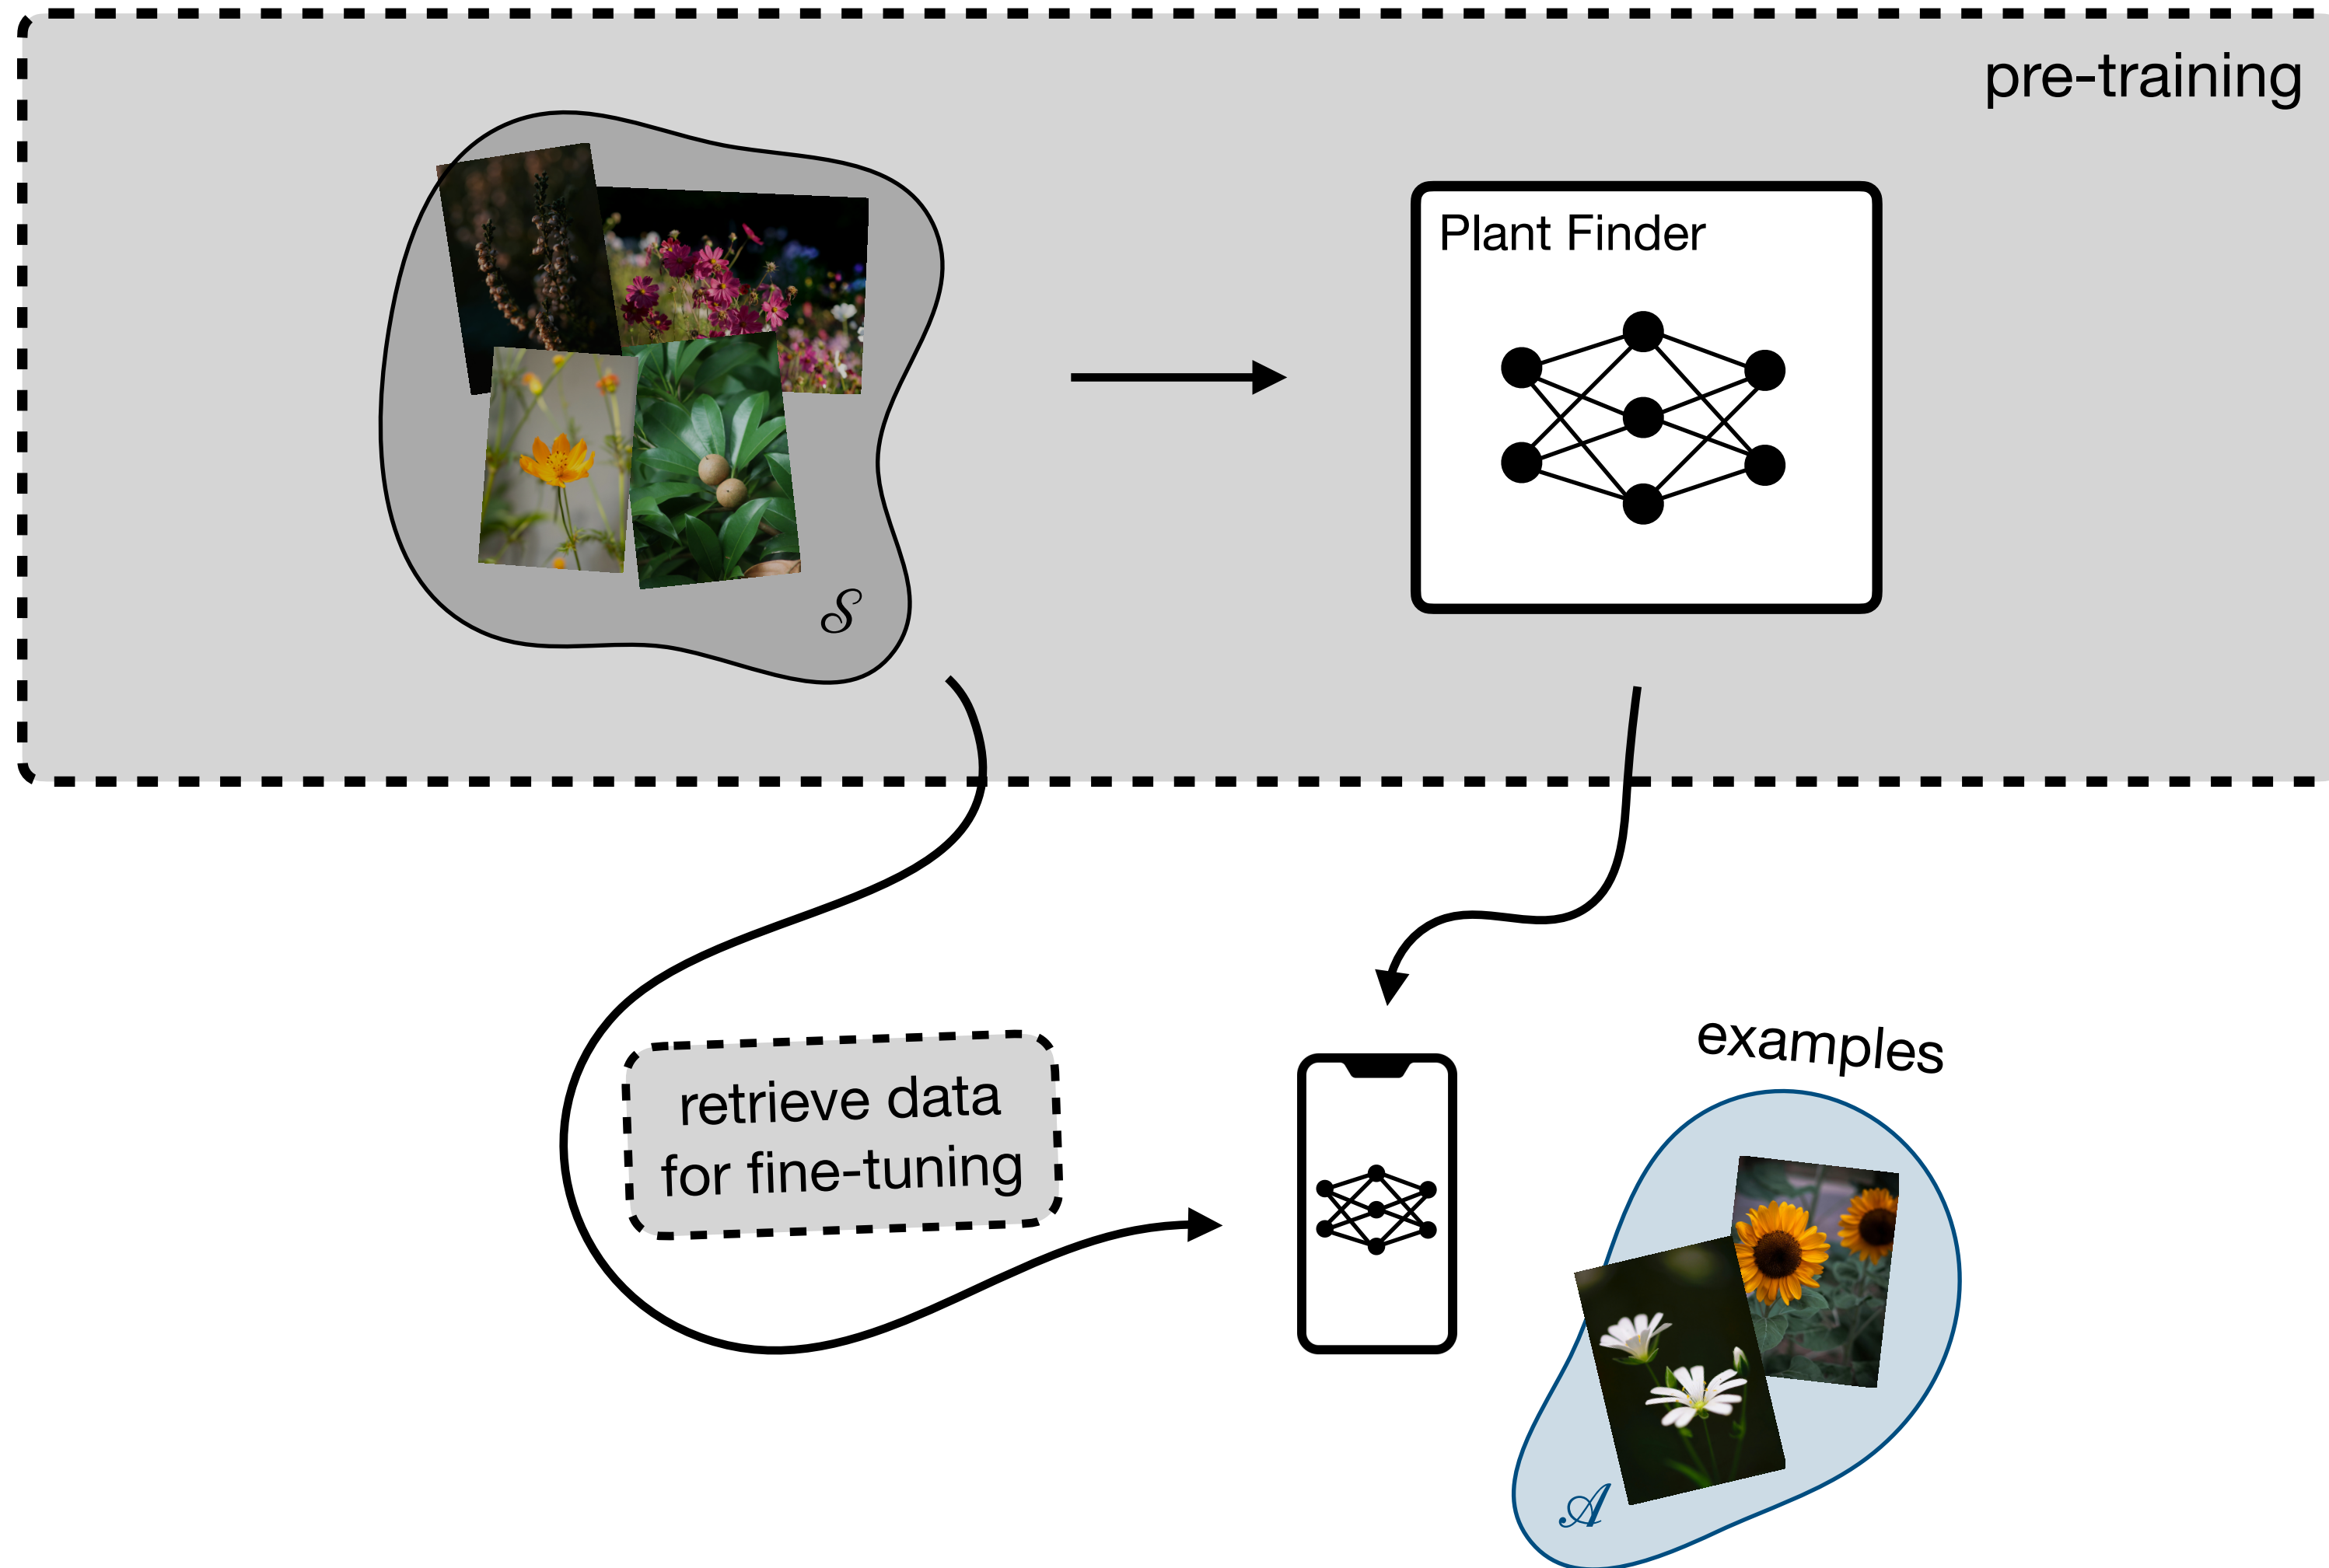 pre-training
Plant Finder
𝒮
examples
retrieve data
for fine-tuning
𝒜